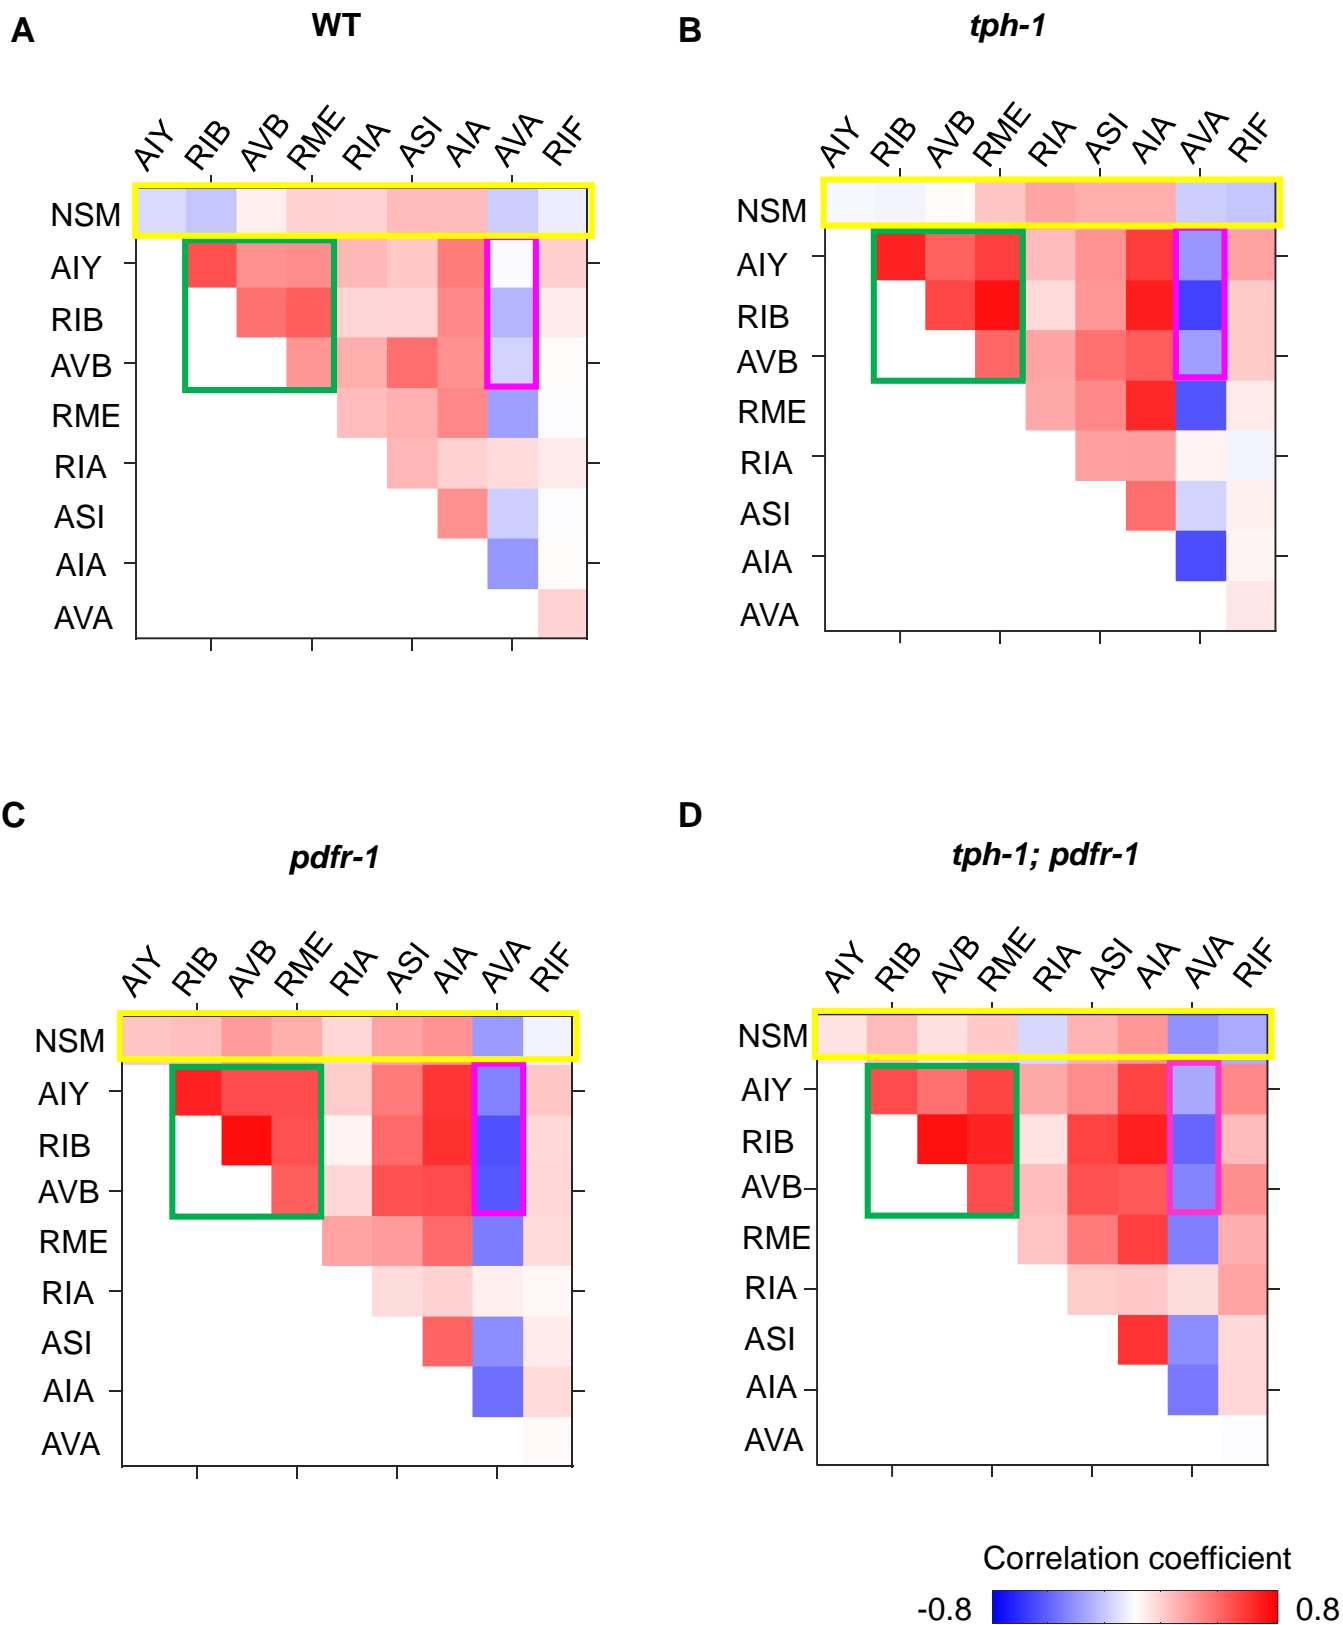 A
WT
AIY RIB AVB RME RIA ASI AIA AVA RIF
NSM
AIY
RIB
AVB
RME
RIA
ASI
AIA
AVA
B
tph-1
AIY RIB AVB RME RIA ASI AIA AVA RIF
NSM
AIY
RIB
AVB
RME
RIA
ASI
AIA
AVA
C
pdfr-1
AIY RIB AVB RME RIA ASI AIA AVA RIF
NSM
AIY
RIB
AVB
RME
RIA
ASI
AIA
AVA
D
tph-1; pdfr-1
AIY RIB AVB RME RIA ASI AIA AVA RIF
NSM
AIY
RIB
AVB
RME
RIA
ASI
AIA
AVA
Correlation coefficient
-0.8 0.8